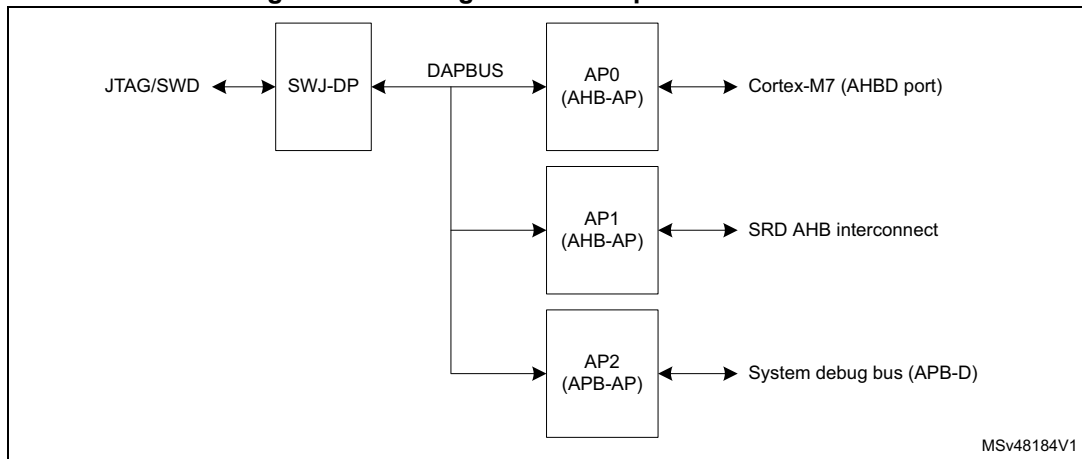 JTAG/SWD
SWJ-DP
DAPBUS
AP0
(AHB-AP)
Cortex-M7 (AHBD port)
AP1
(AHB-AP)
SRD AHB interconnect
AP2
(APB-AP)
System debug bus (APB-D)
MSv48184V1